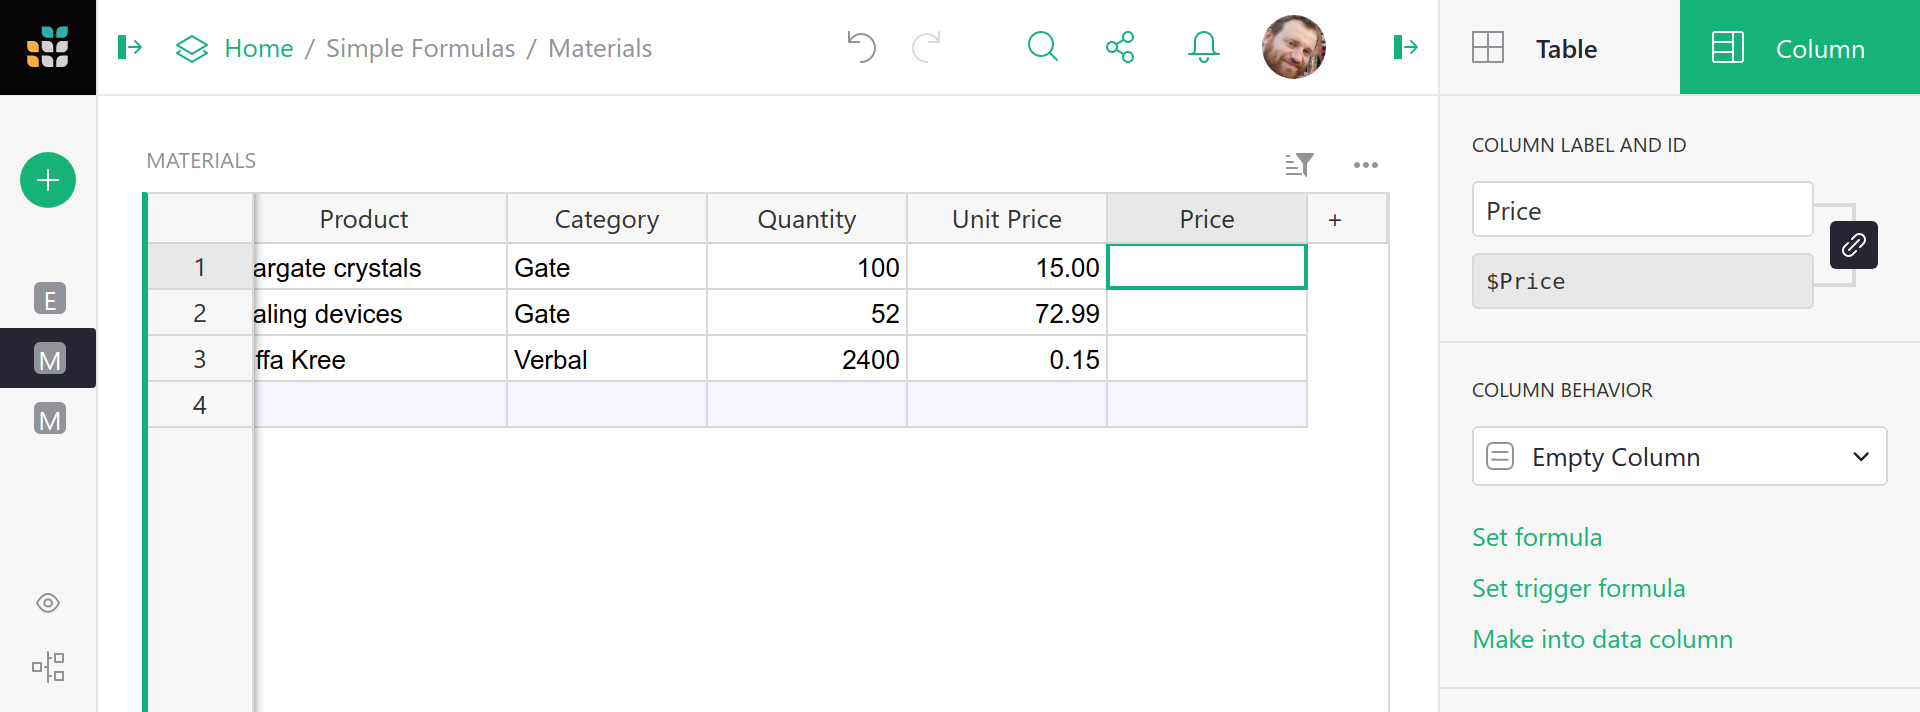 Home / Simple Formulas / Materials
Table
Column
MATERIALS
Product Category Quantity Unit Price Price +
1 argate crystals Gate 100 15.00
2 aling devices Gate 52 72.99
3 ffa Kree Verbal 2400 0.15
4
E
M
M
COLUMN LABEL AND ID
Price
$Price
COLUMN BEHAVIOR
Empty Column
Set formula
Set trigger formula
Make into data column